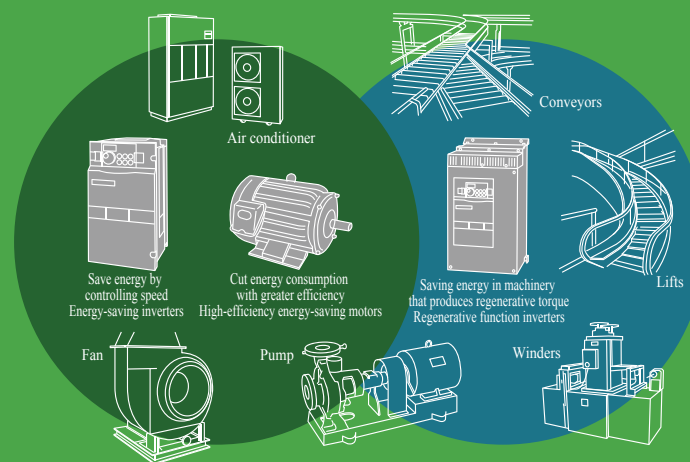 Conveyors
Air conditioner
Save energy by
controlling speed
Energy-saving inverters
Cut energy consumption
with greater efficiency
High-efficiency energy-saving motors
Saving energy in machinery
that produces regenerative torque
Regenerative function inverters
Lifts
Fan
Pump
Winders